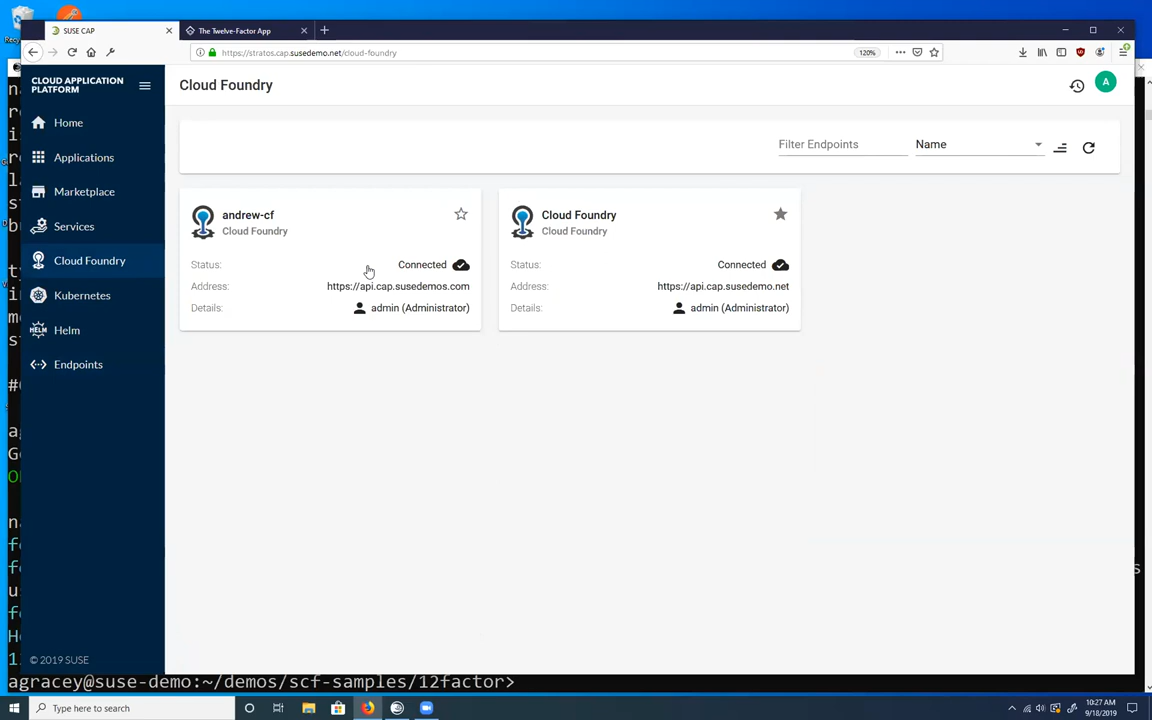 SUSE CAP
The Twelve-Factor App
https://stratos.cap.susedemo.net/cloud-foundry
120%
CLOUD APPLICATION
PLATFORM
Cloud Foundry
A
Home
Applications
Marketplace
Services
Cloud Foundry
Kubernetes
HELM
Helm
Endpoints
© 2019 SUSE
Filter Endpoints
Name
andrew-cf
Cloud Foundry
Status:
Connected
Address:
https://api.cap.susedemos.com
Details:
admin (Administrator)
Cloud Foundry
Cloud Foundry
Status:
Connected
Address:
https://api.cap.susedemo.net
Details:
admin (Administrator)
agracey@suse-demo:~/demos/scf-samples/12factor>
Type here to search
10:27 AM
9/18/2019